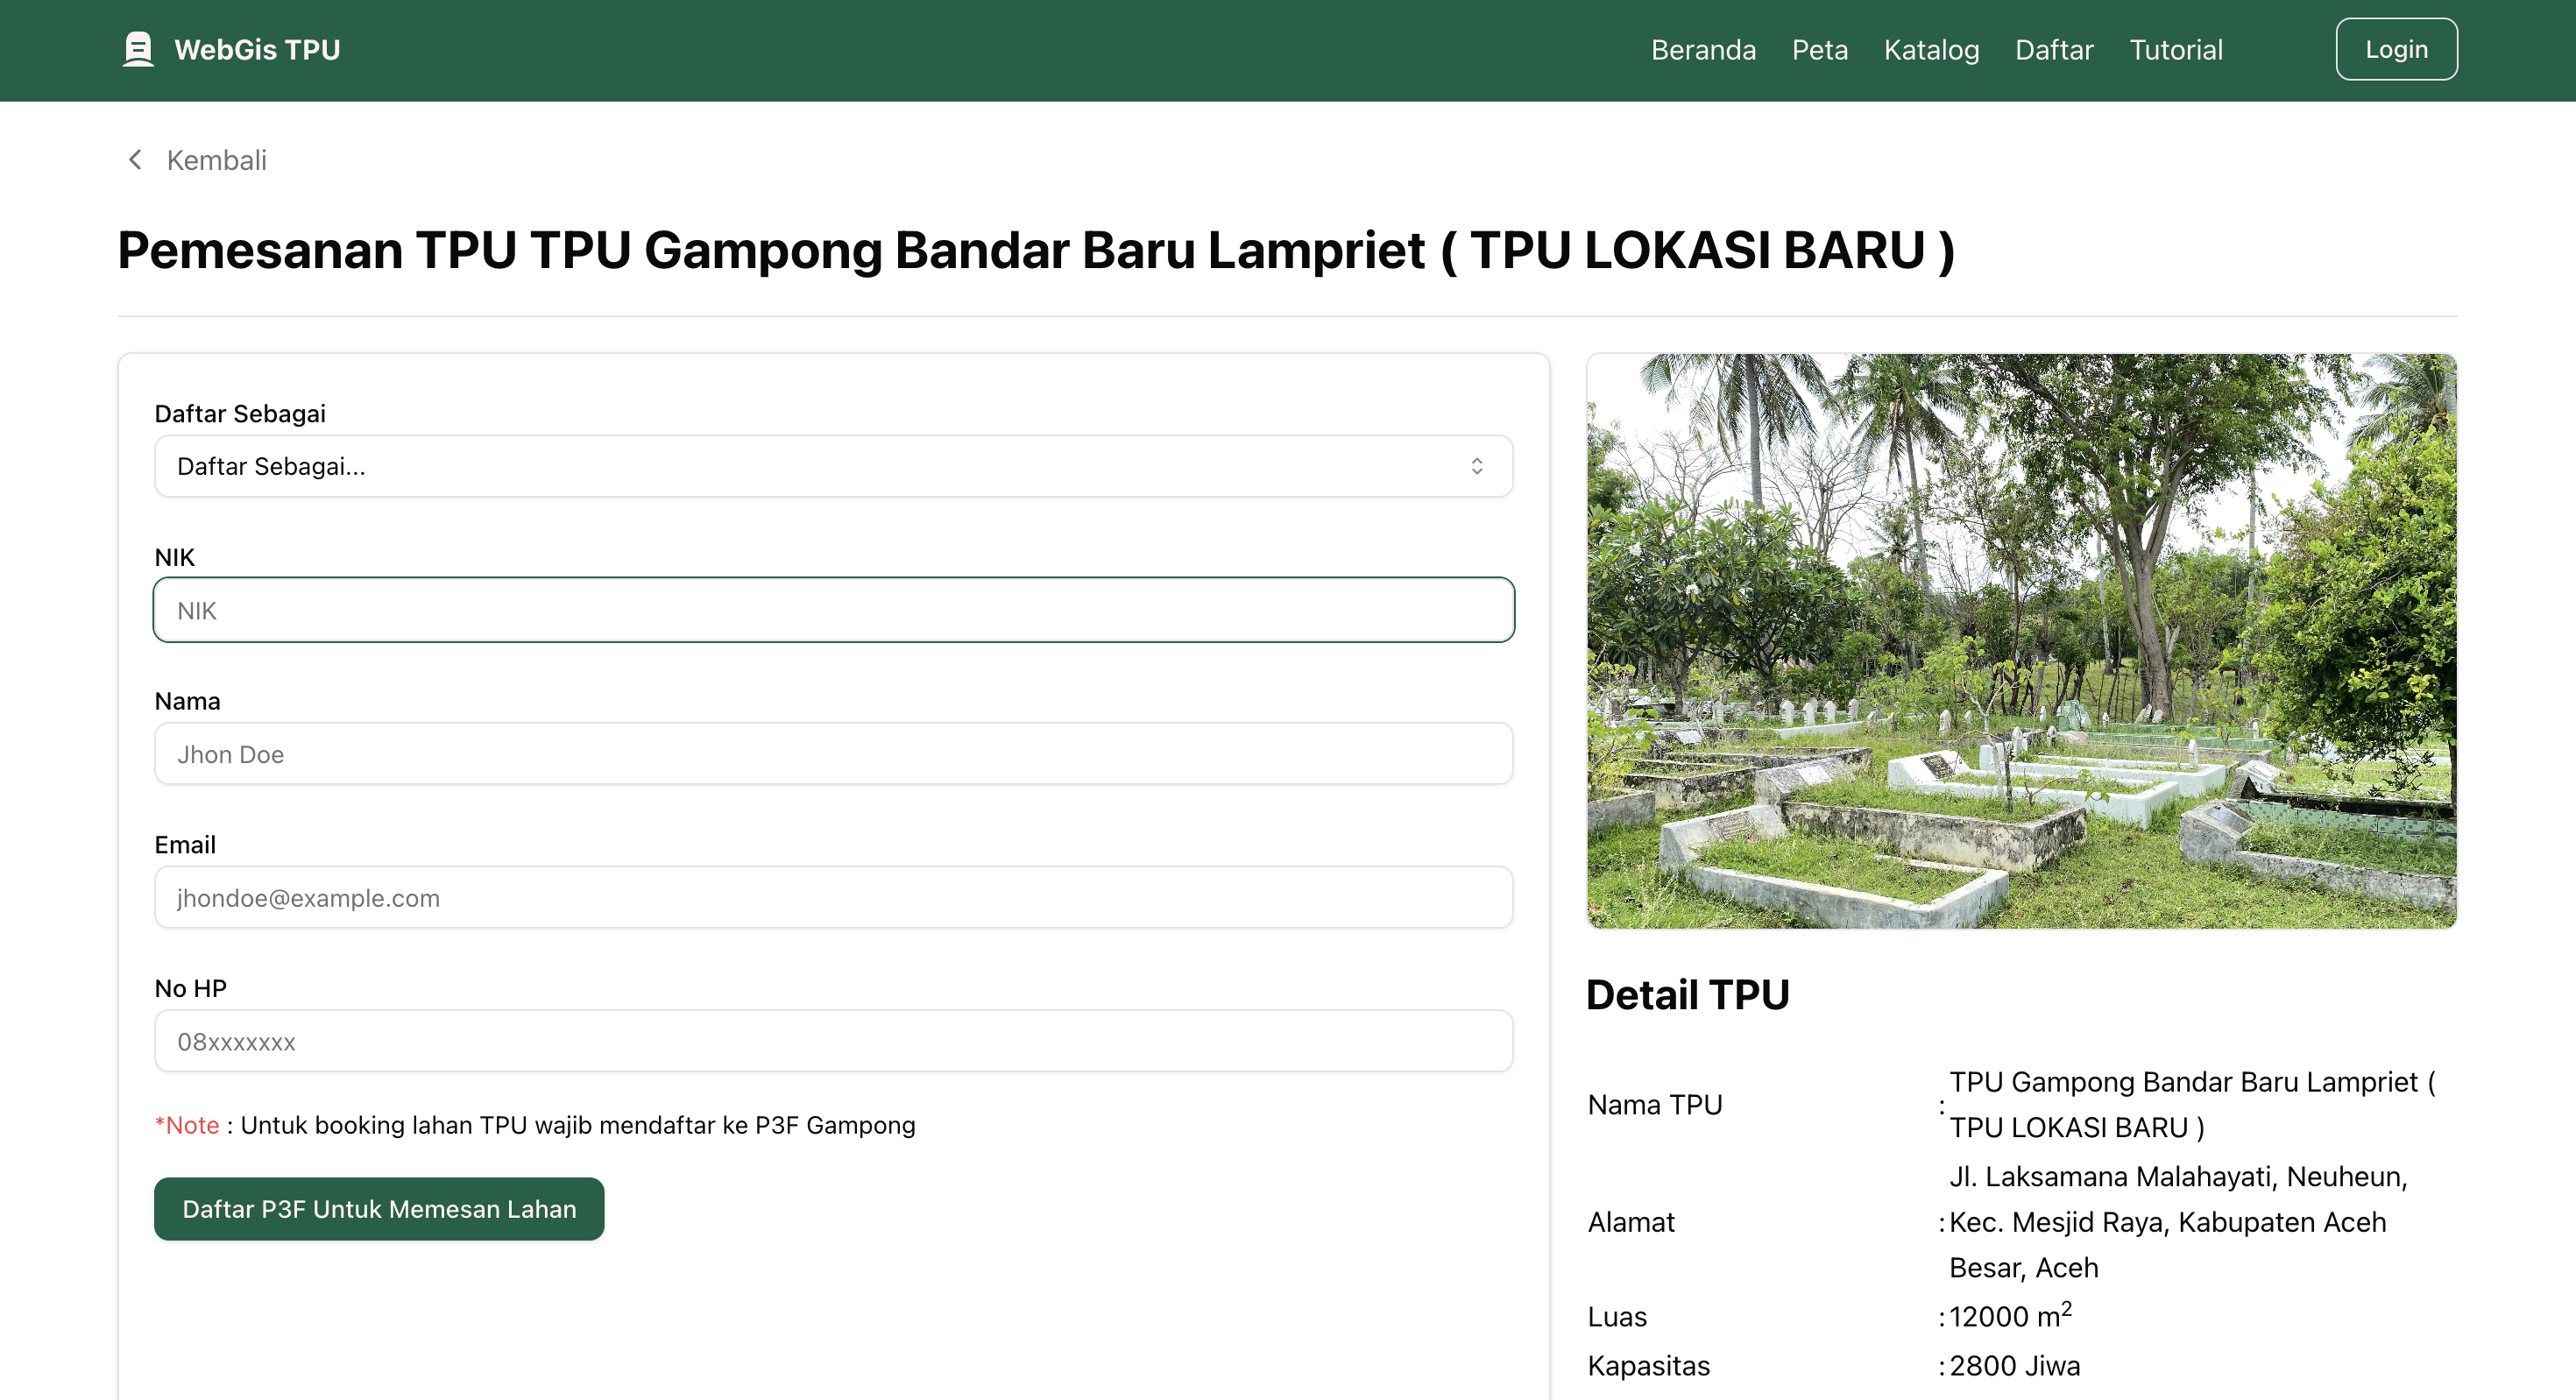 WebGis TPU
Beranda
Peta
Katalog
Daftar
Tutorial
Login
Kembali
Pemesanan TPU TPU Gampong Bandar Baru Lampriet ( TPU LOKASI BARU )
Daftar Sebagai
Daftar Sebagai...
NIK
NIK
Nama
Jhon Doe
Email
jhondoe@example.com
No HP
08xxxxxxx
*Note : Untuk booking lahan TPU wajib mendaftar ke P3F Gampong
Daftar P3F Untuk Memesan Lahan
Detail TPU
Nama TPU : TPU Gampong Bandar Baru Lampriet (
TPU LOKASI BARU )
Alamat : Jl. Laksamana Malahayati, Neuheun,
Kec. Mesjid Raya, Kabupaten Aceh
Besar, Aceh
Luas : 12000 m²
Kapasitas : 2800 Jiwa